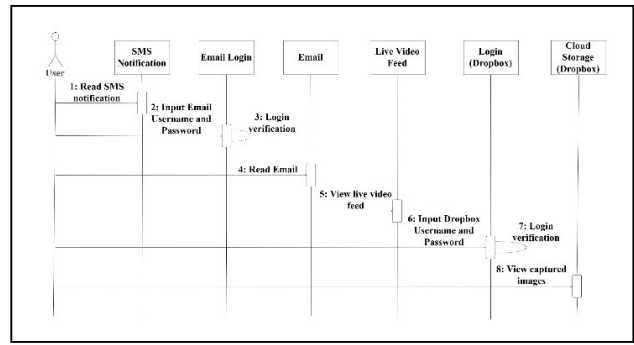 SMS
Notification
Email Login
Email
Live Video
Feed
Login
(Dropbox)
Cloud
Storage
(Dropbox)
User
1: Read SMS
notification
2: Input Email
Username and
Password
3: Login
verification
4: Read Email
5: View live video
feed
6: Input Dropbox
Username and
Password
7: Login
verification
8: View captured
images